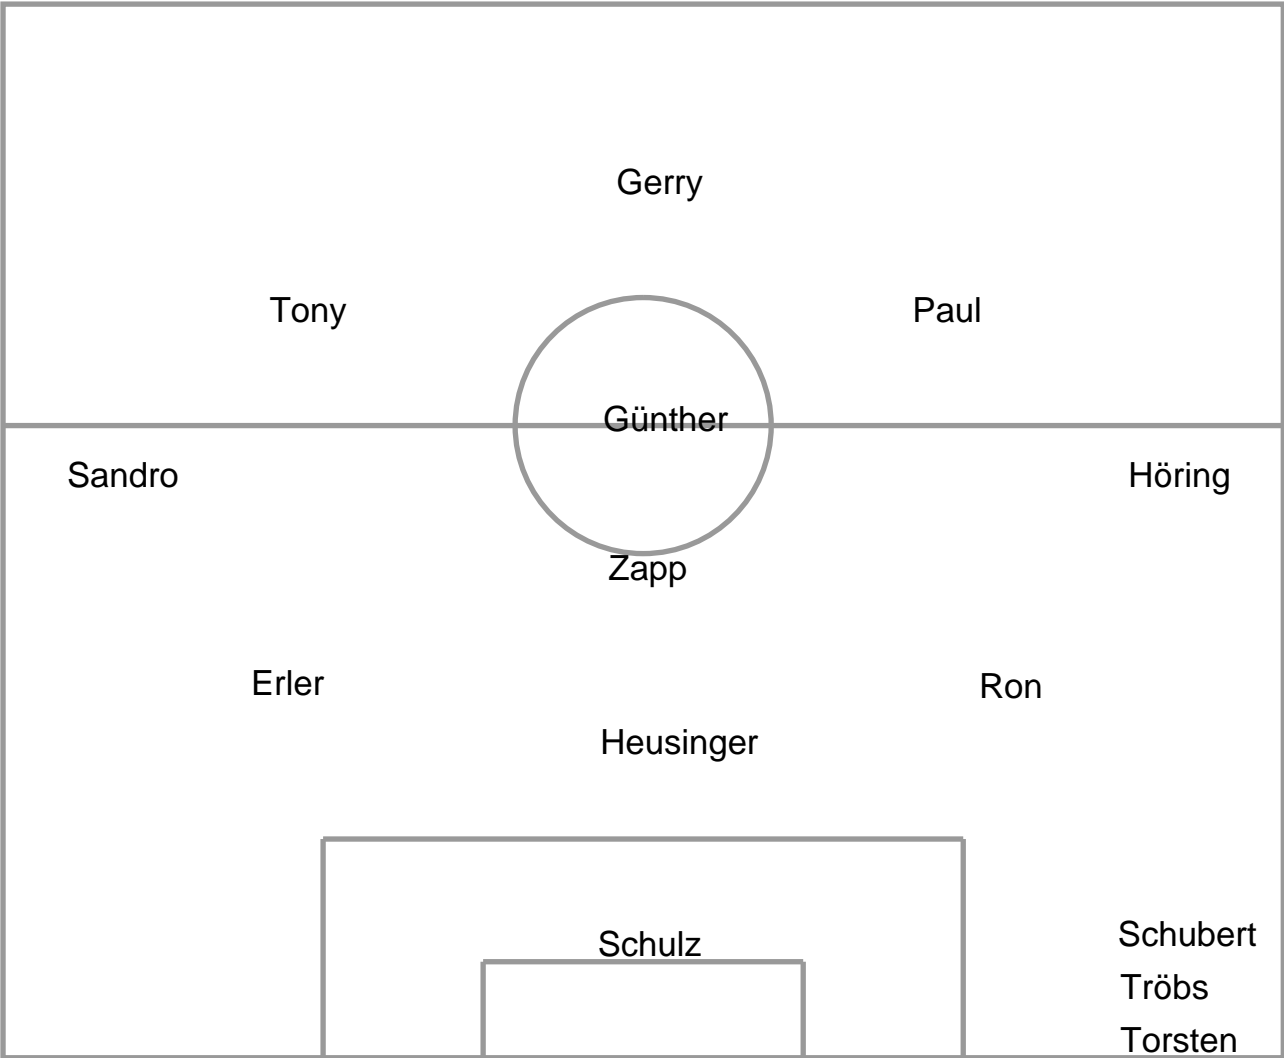 Gerry
Tony Paul
Günther
Sandro Höring
Zapp
Erler Ron
Heusinger
Schulz
Schubert
Tröbs
Torsten